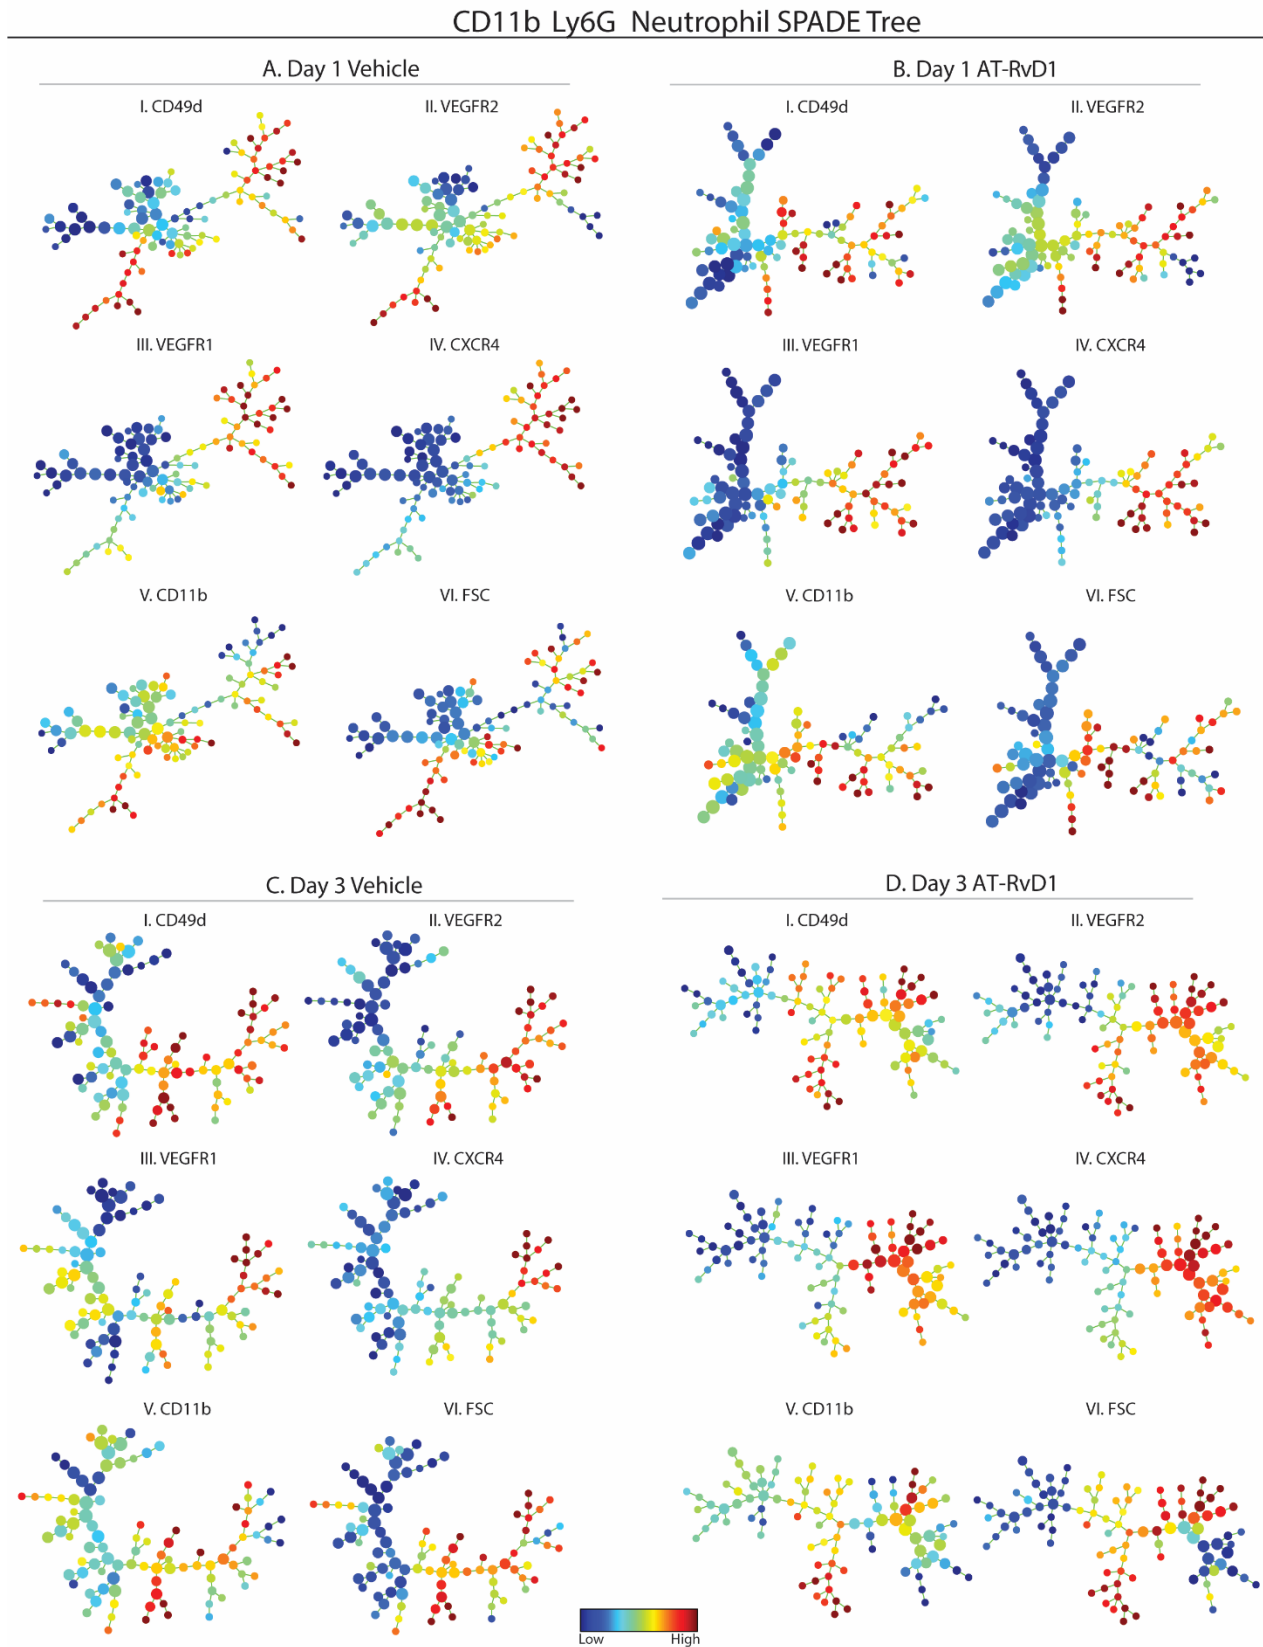 CD11b Ly6G Neutrophil SPADE Tree
A. Day 1 Vehicle
B. Day 1 AT-RvD1
I. CD49d
II. VEGFR2
I. CD49d
II. VEGFR2
III. VEGFR1
IV. CXCR4
III. VEGFR1
IV. CXCR4
V. CD11b
VI. FSC
V. CD11b
VI. FSC
C. Day 3 Vehicle
D. Day 3 AT-RvD1
I. CD49d
II. VEGFR2
I. CD49d
II. VEGFR2
III. VEGFR1
IV. CXCR4
III. VEGFR1
IV. CXCR4
V. CD11b
VI. FSC
V. CD11b
VI. FSC
Low High